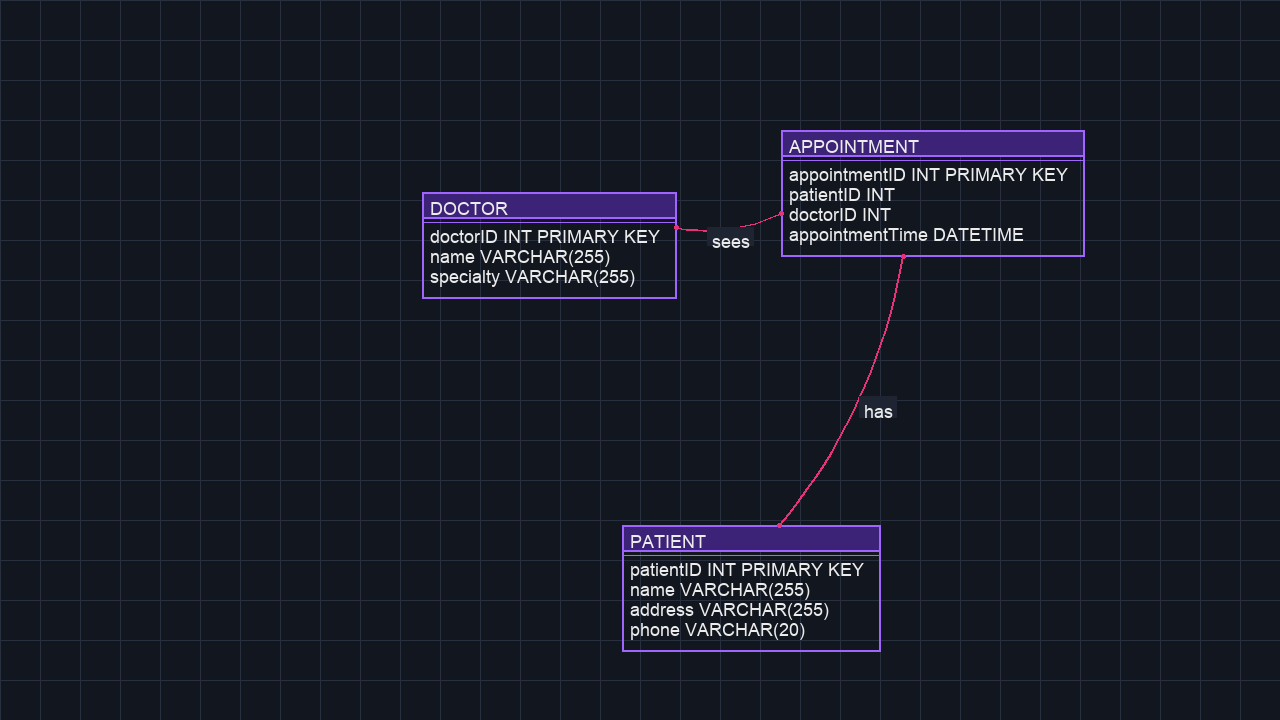 APPOINTMENT
appointmentID INT PRIMARY KEY
patientID INT
doctorID INT
appointmentTime DATETIME
DOCTOR
doctorID INT PRIMARY KEY
name VARCHAR(255)
specialty VARCHAR(255)
sees
has
PATIENT
patientID INT PRIMARY KEY
name VARCHAR(255)
address VARCHAR(255)
phone VARCHAR(20)